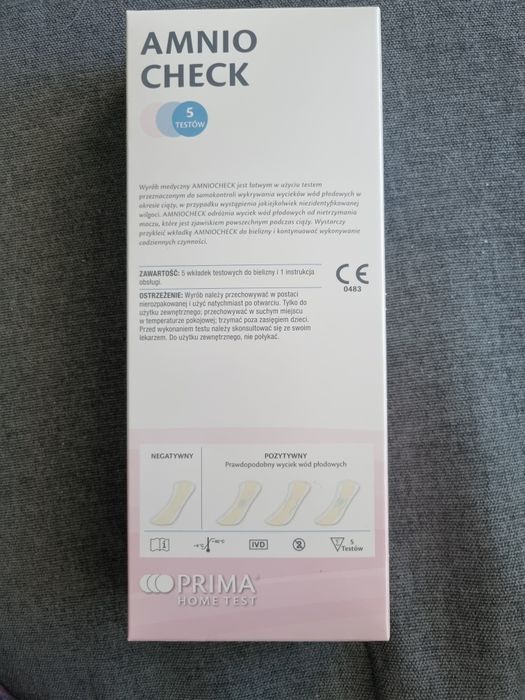 AMNIO
CHECK
5
TESTÓW
Wyrób medyczny AMNIOCHECK jest łatwym w użyciu testem
przeznaczonym do samokontroli wykrywania wycieków wód płodowych w
okresie ciąży, w przypadku wystąpienia jakiejkolwiek niezidentyfikowanej
wilgoci. AMNIOCHECK odróżnia wyciek wód płodowych od nietrzymania
moczu, które jest zjawiskiem powszechnym podczas ciąży. Wystarczy
przykleić wkładkę AMNIOCHECK do bielizny i kontynuować wykonywanie
codziennych czynności.
ZAWARTOŚĆ: 5 wkładek testowych do bielizny i 1 instrukcja
obsługi.
CE
0483
OSTRZEŻENIE: Wyrób należy przechowywać w postaci
nierozpakowanej i użyć natychmiast po otwarciu. Tylko do
użytku zewnętrznego; przechowywać w suchym miejscu
w temperaturze pokojowej; trzymać poza zasięgiem dzieci.
Przed wykonaniem testu należy skonsultować się ze swoim
lekarzem. Do użytku zewnętrznego, nie połykać.
NEGATYWNY
POZYTYWNY
Prawdopodobny wyciek wód płodowych
IVD
2
5
Testów
PRIMA
HOME TEST